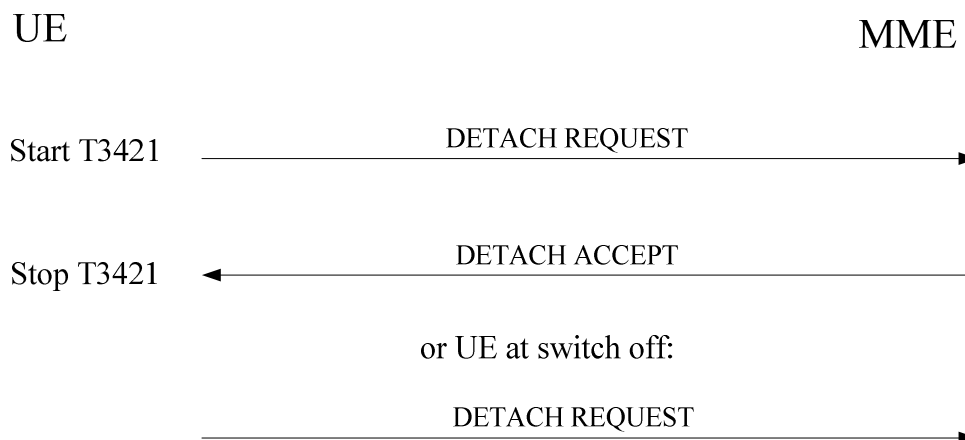 UE
MME
Start T3421
DETACH REQUEST
Stop T3421
DETACH ACCEPT
or UE at switch off:
DETACH REQUEST